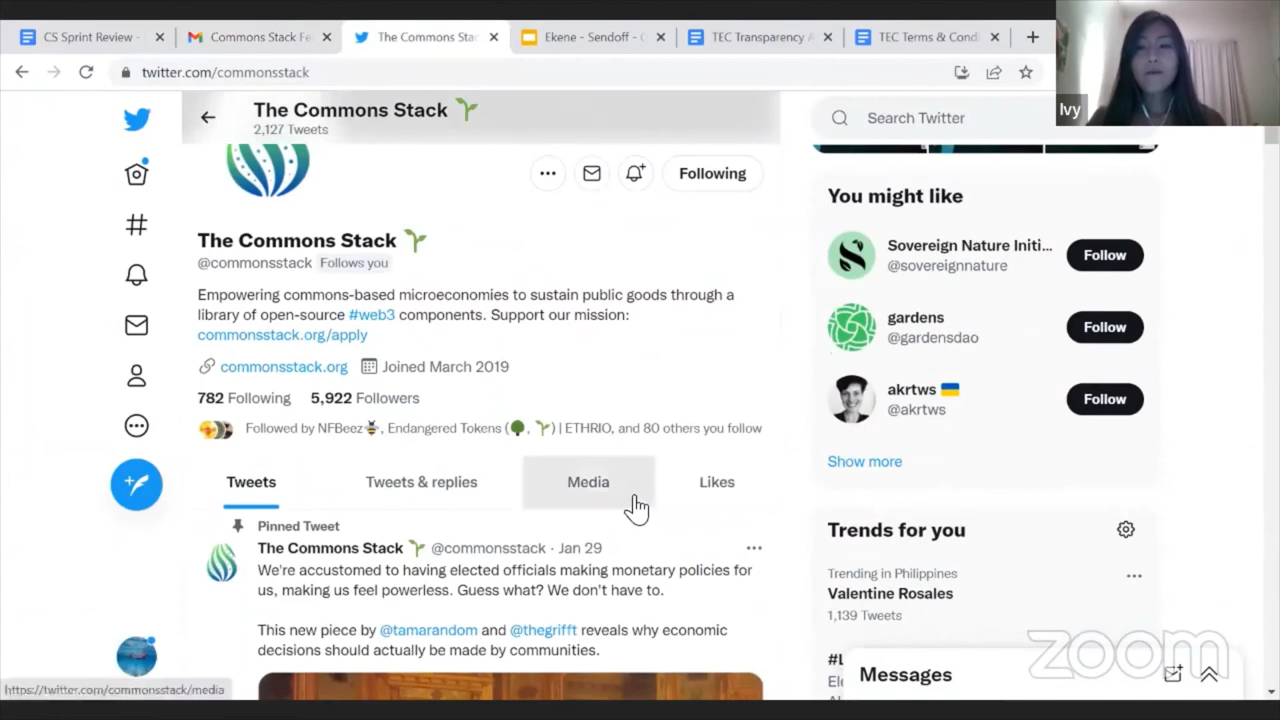 CS Sprint Review -
Commons Stack Fe
The Commons Sta
Ekene - Sendoff -
TEC Transparency
TEC Terms & Cond
twitter.com/commonsstack
Ivy
The Commons Stack
2,127 Tweets
Search Twitter
Following
The Commons Stack
@commonsstack Follows you
Empowering commons-based microeconomies to sustain public goods through a
library of open-source #web3 components. Support our mission:
commonsstack.org/apply
commonsstack.org Joined March 2019
782 Following 5,922 Followers
Followed by NFBeez, Endangered Tokens ( , ) | ETHRIO, and 80 others you follow
Tweets Tweets & replies Media Likes
Pinned Tweet
The Commons Stack @commonsstack · Jan 29
We're accustomed to having elected officials making monetary policies for
us, making us feel powerless. Guess what? We don't have to.
This new piece by @tamarandom and @thegrifft reveals why economic
decisions should actually be made by communities.
You might like
Sovereign Nature Initi...
@sovereignnature
Follow
gardens
@gardensdao
Follow
akrtws
@akrtws
Follow
Show more
Trends for you
Trending in Philippines
Valentine Rosales
1,139 Tweets
#L
Messages
zoom
https://twitter.com/commonsstack/media